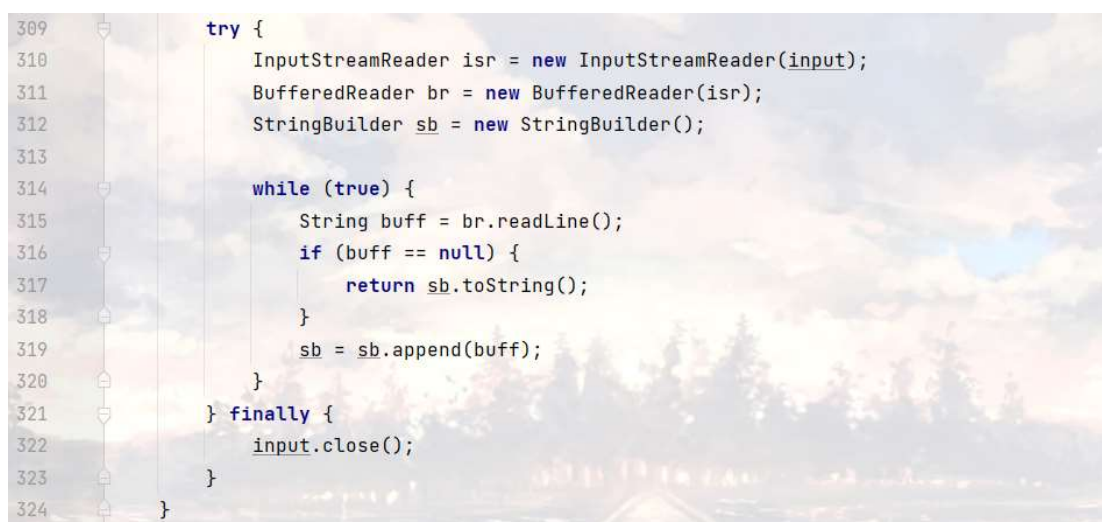 309 try {
310 InputStreamReader isr = new InputStreamReader(input);
311 BufferedReader br = new BufferedReader(isr);
312 StringBuilder sb = new StringBuilder();
313
314 while (true) {
315 String buff = br.readLine();
316 if (buff == null) {
317 return sb.toString();
318 }
319 sb = sb.append(buff);
320 }
321 } finally {
322 input.close();
323 }
324 }